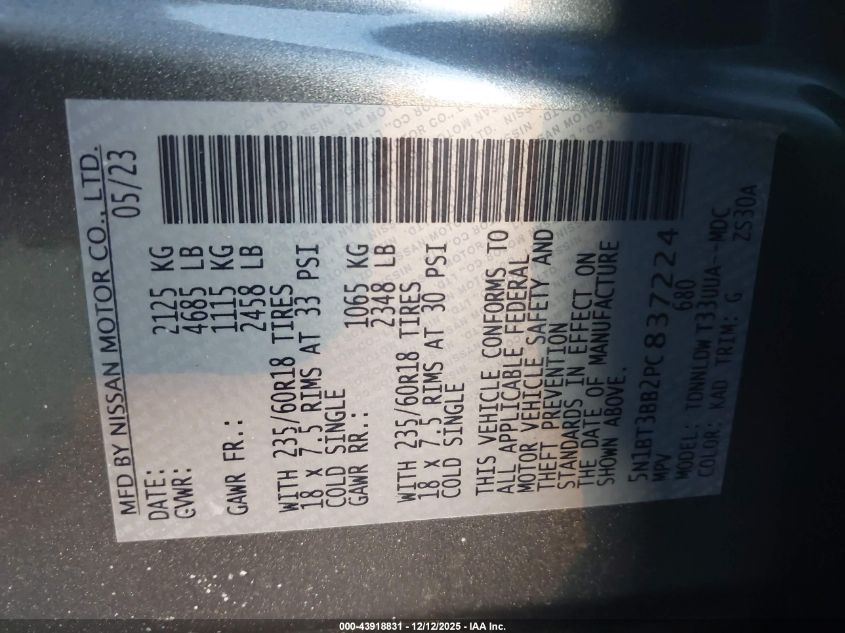 MFD BY NISSAN MOTOR CO., LTD.
DATE: 05/23
GVWR: 2125 KG
4685 LB
GAWR FR.: 1115 KG
2458 LB
WITH 235/60R18 TIRES
18 X 7.5 RIMS AT 33 PSI
COLD SINGLE
GAWR RR.: 1065 KG
2348 LB
WITH 235/60R18 TIRES
18 X 7.5 RIMS AT 30 PSI
COLD SINGLE
THIS VEHICLE CONFORMS TO
ALL APPLICABLE FEDERAL
MOTOR VEHICLE SAFETY AND
THEFT PREVENTION
STANDARDS IN EFFECT ON
THE DATE OF MANUFACTURE
SHOWN ABOVE.
5N1BT3BB2PC837224
MPV 680
MODEL: TDNNLDW T33UUA--MDC
COLOR: KAD TRIM: G ZS30A
000-43918831 - 12/12/2025 - IAA Inc.